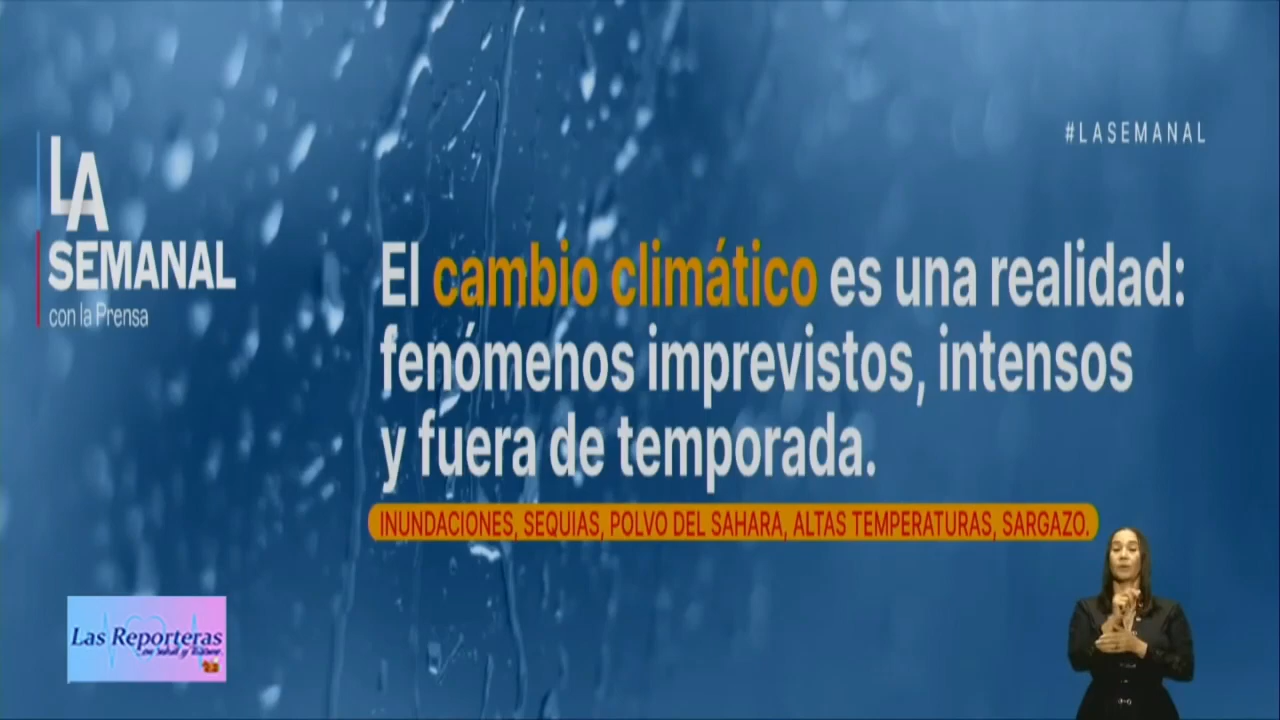 #LASEMANAL
LA
SEMANAL
con la Prensa
El cambio climático es una realidad:
fenómenos imprevistos, intensos
y fuera de temporada.
INUNDACIONES, SEQUIAS, POLVO DEL SAHARA, ALTAS TEMPERATURAS, SARGAZO.
Las Reporteras